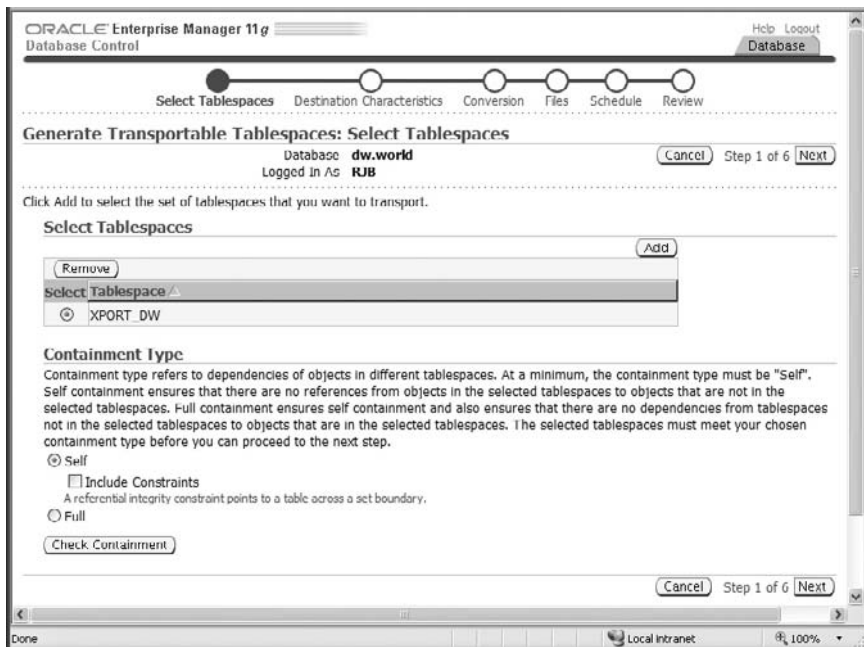 ORACLE Enterprise Manager 11g
Database Control
Help Logout
Database
Select Tablespaces Destination Characteristics Conversion Files Schedule Review
Generate Transportable Tablespaces: Select Tablespaces
Database dw.world
Logged In As RJB
Cancel Step 1 of 6 Next
Click Add to select the set of tablespaces that you want to transport.
Select Tablespaces
Add
Remove
Select Tablespace
XPORT_DW
Containment Type
Containment type refers to dependencies of objects in different tablespaces. At a minimum, the containment type must be "Self".
Self containment ensures that there are no references from objects in the selected tablespaces to objects that are not in the
selected tablespaces. Full containment ensures self containment and also ensures that there are no dependencies from tablespaces
not in the selected tablespaces to objects that are in the selected tablespaces. The selected tablespaces must meet your chosen
containment type before you can proceed to the next step.
Self
Include Constraints
A referential integrity constraint points to a table across a set boundary.
Full
Check Containment
Cancel Step 1 of 6 Next
Done Local intranet 100%